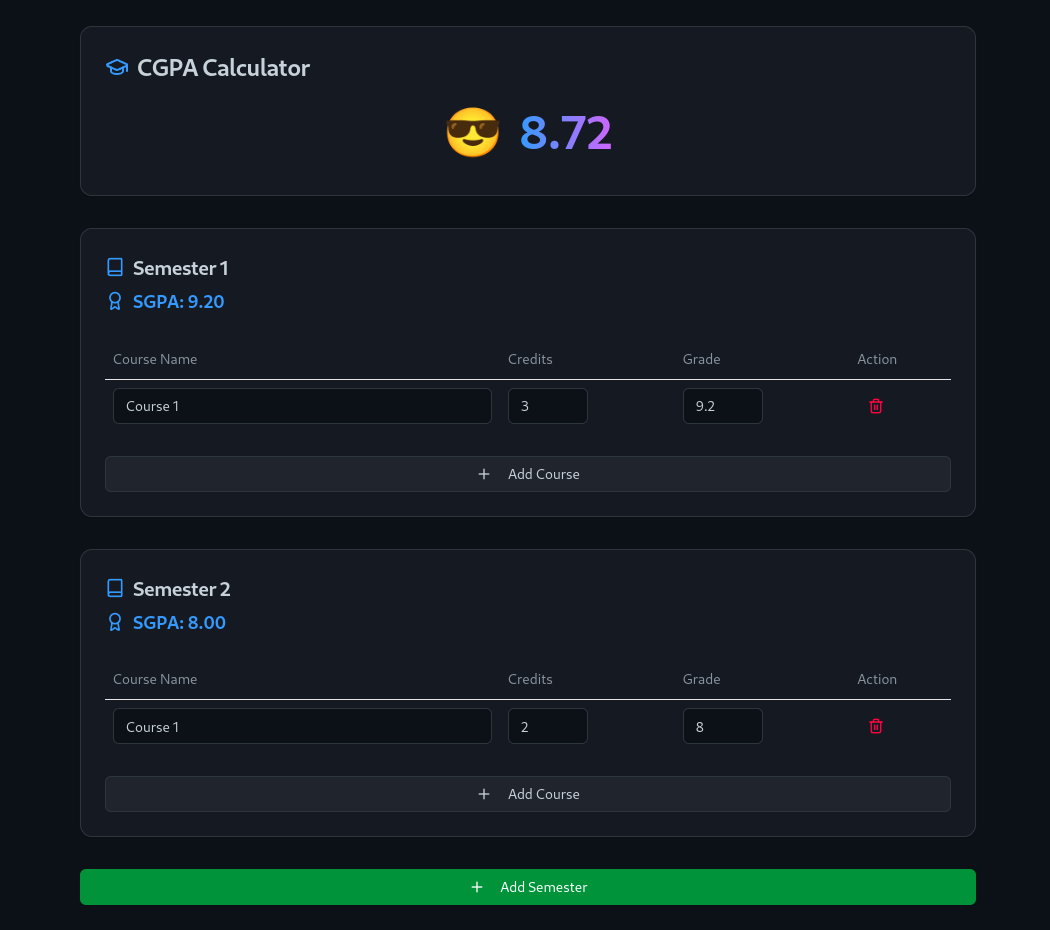 CGPA Calculator
😎 8.72
Semester 1
SGPA: 9.20
Course Name Credits Grade Action
Course 1 3 9.2
+ Add Course
Semester 2
SGPA: 8.00
Course Name Credits Grade Action
Course 1 2 8
+ Add Course
+ Add Semester